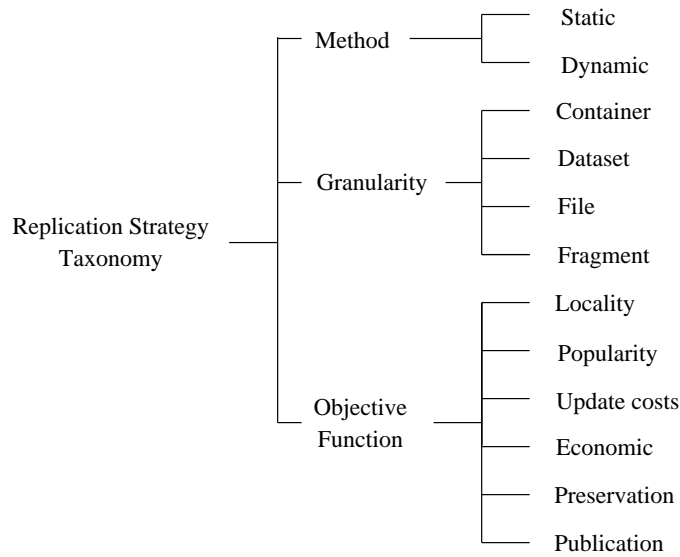 Replication Strategy
Taxonomy
Method
Static
Dynamic
Granularity
Container
Dataset
File
Fragment
Objective
Function
Locality
Popularity
Update costs
Economic
Preservation
Publication